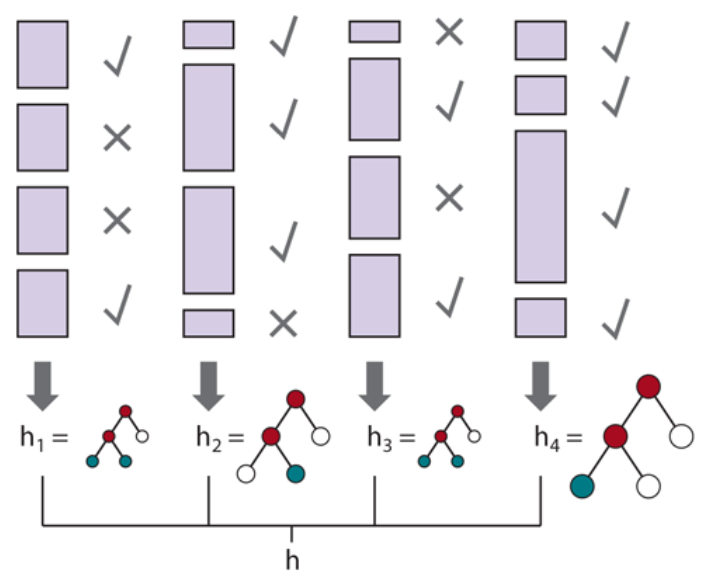 h₁ = h₂ = h₃ = h₄ =
h